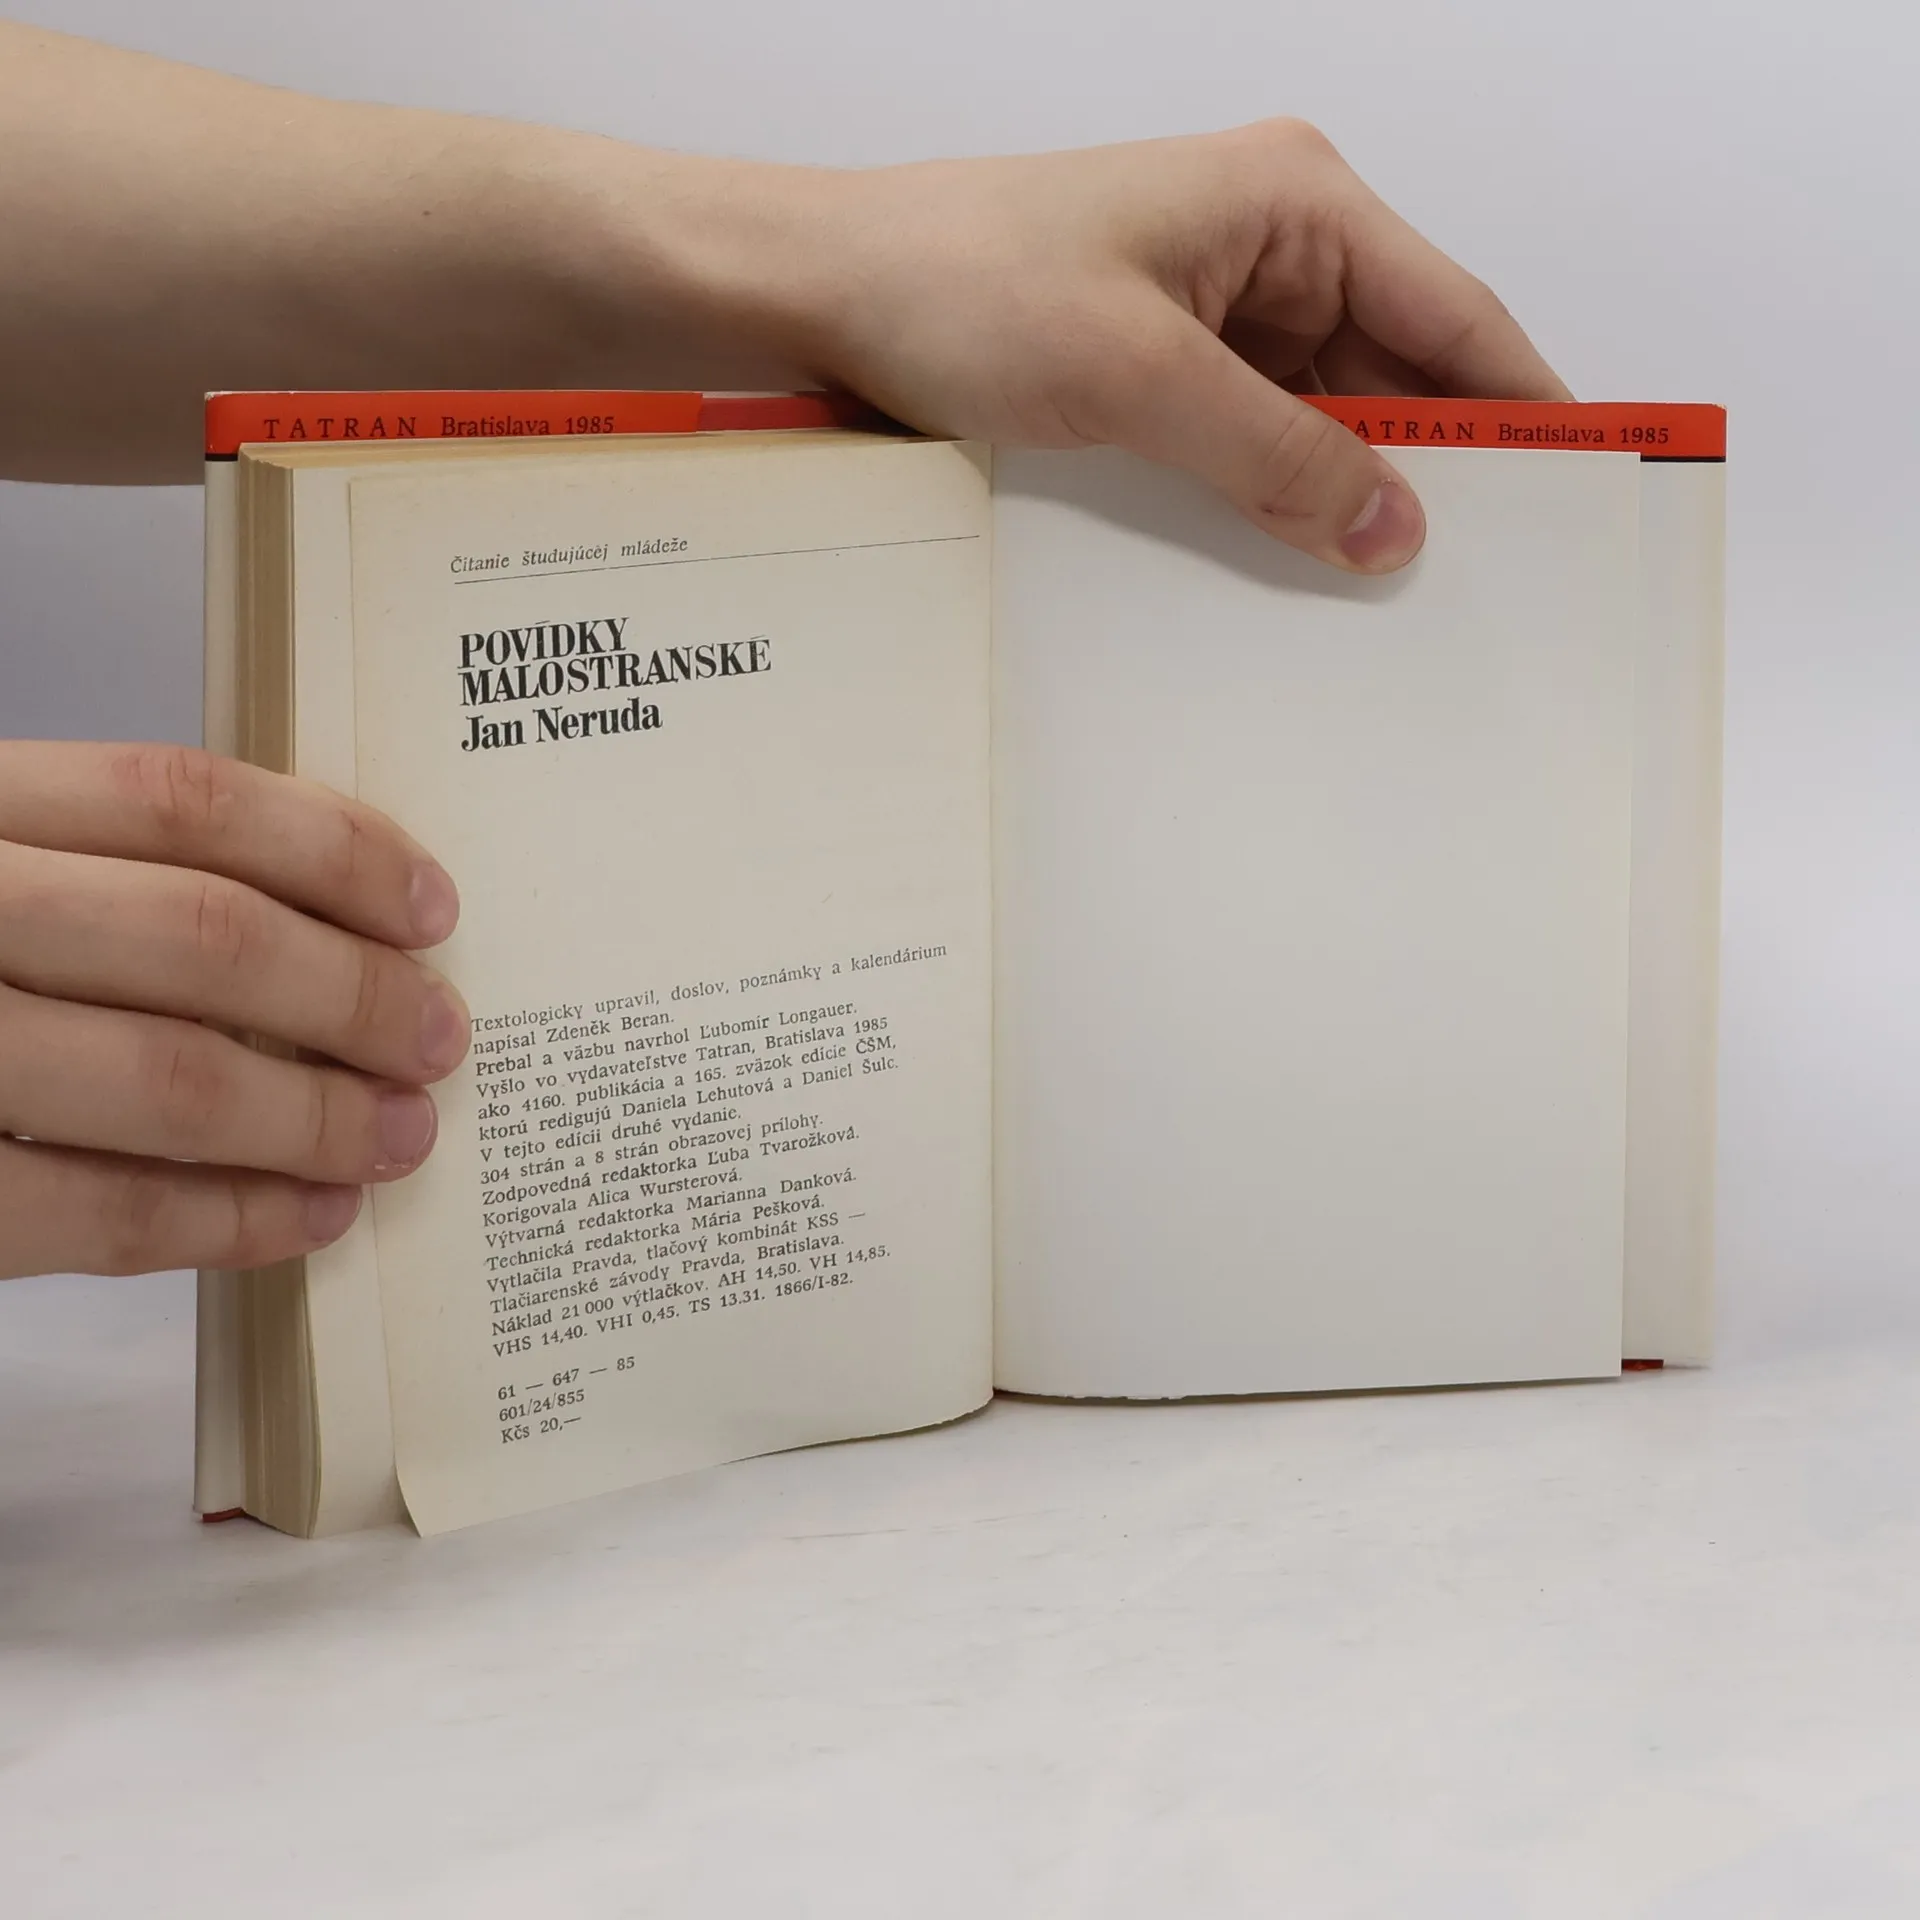 TATRAN Bratislava 1985
ATRAN Bratislava 1985
Čítanie študujúcej mládeže
POVÍDKY
MALOSTRANSKÉ
Jan Neruda
Textologicky upravil, doslov, poznámky a kalendárium
napísal Zdeněk Beran.
Prebal a väzbu navrhol Ľubomír Longauer.
Vyšlo vo vydavateľstve Tatran, Bratislava 1985
ako 4160. publikácia a 165. zväzok edície ČŠM,
ktorú redigujú Daniela Lehutová a Daniel Šulc.
V tejto edícii druhé vydanie.
304 strán a 8 strán obrazovej prílohy.
Zodpovedná redaktorka Ľuba Tvarožková.
Korigovala Alica Wursterová.
Výtvarná redaktorka Marianna Danková.
Technická redaktorka Mária Pešková.
Vytlačila Pravda, tlačový kombinát KSS —
Tlačiarenské závody Pravda, Bratislava.
Náklad 21 000 výtlačkov. AH 14,50. VH 14,85.
VHS 14,40. VHI 0,45. TS 13.31. 1866/I-82.
61 — 647 — 85
601/24/855
Kčs 20,—